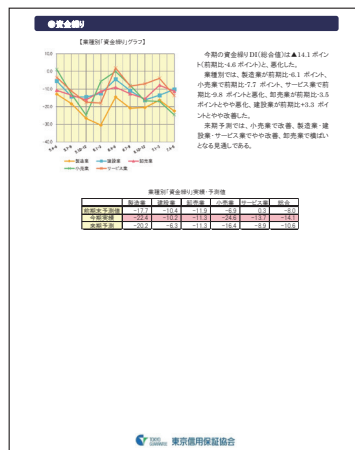 ●資金繰り
【業種別「資金繰り」グラフ】
10.0
0.0
-10.0
-20.0
-30.0
-40.0
製造業 建設業 卸売業
小売業 サービス業
今期の資金繰りDI(総合値)は▲14.1ポイン
ト(前期比-4.6ポイント)と、悪化した。
業種別では、製造業が前期比-6.1 ポイント、
小売業で前期比-7.7 ポイント、サービス業で前
期比-9.8 ポイントと悪化、卸売業が前期比-3.5
ポイントとやや悪化、建設業が前期比+3.3 ポ
イントとやや改善した。
来期予測では、小売業で改善、製造業・建
設業・サービス業でやや改善、卸売業で横ばい
となる見通しである。
業種別「資金繰り」実績・予測値
製造業 建設業 卸売業 小売業 サービス業 総合
前期末予測値 -17.7 -10.4 -11.9 -6.9 0.3 -8.0
今期実績 -22.4 -10.2 -11.3 -24.6 -13.7 -14.1
来期予測 -20.2 -6.3 -11.3 -16.4 -8.9 -10.6
東京信用保証協会